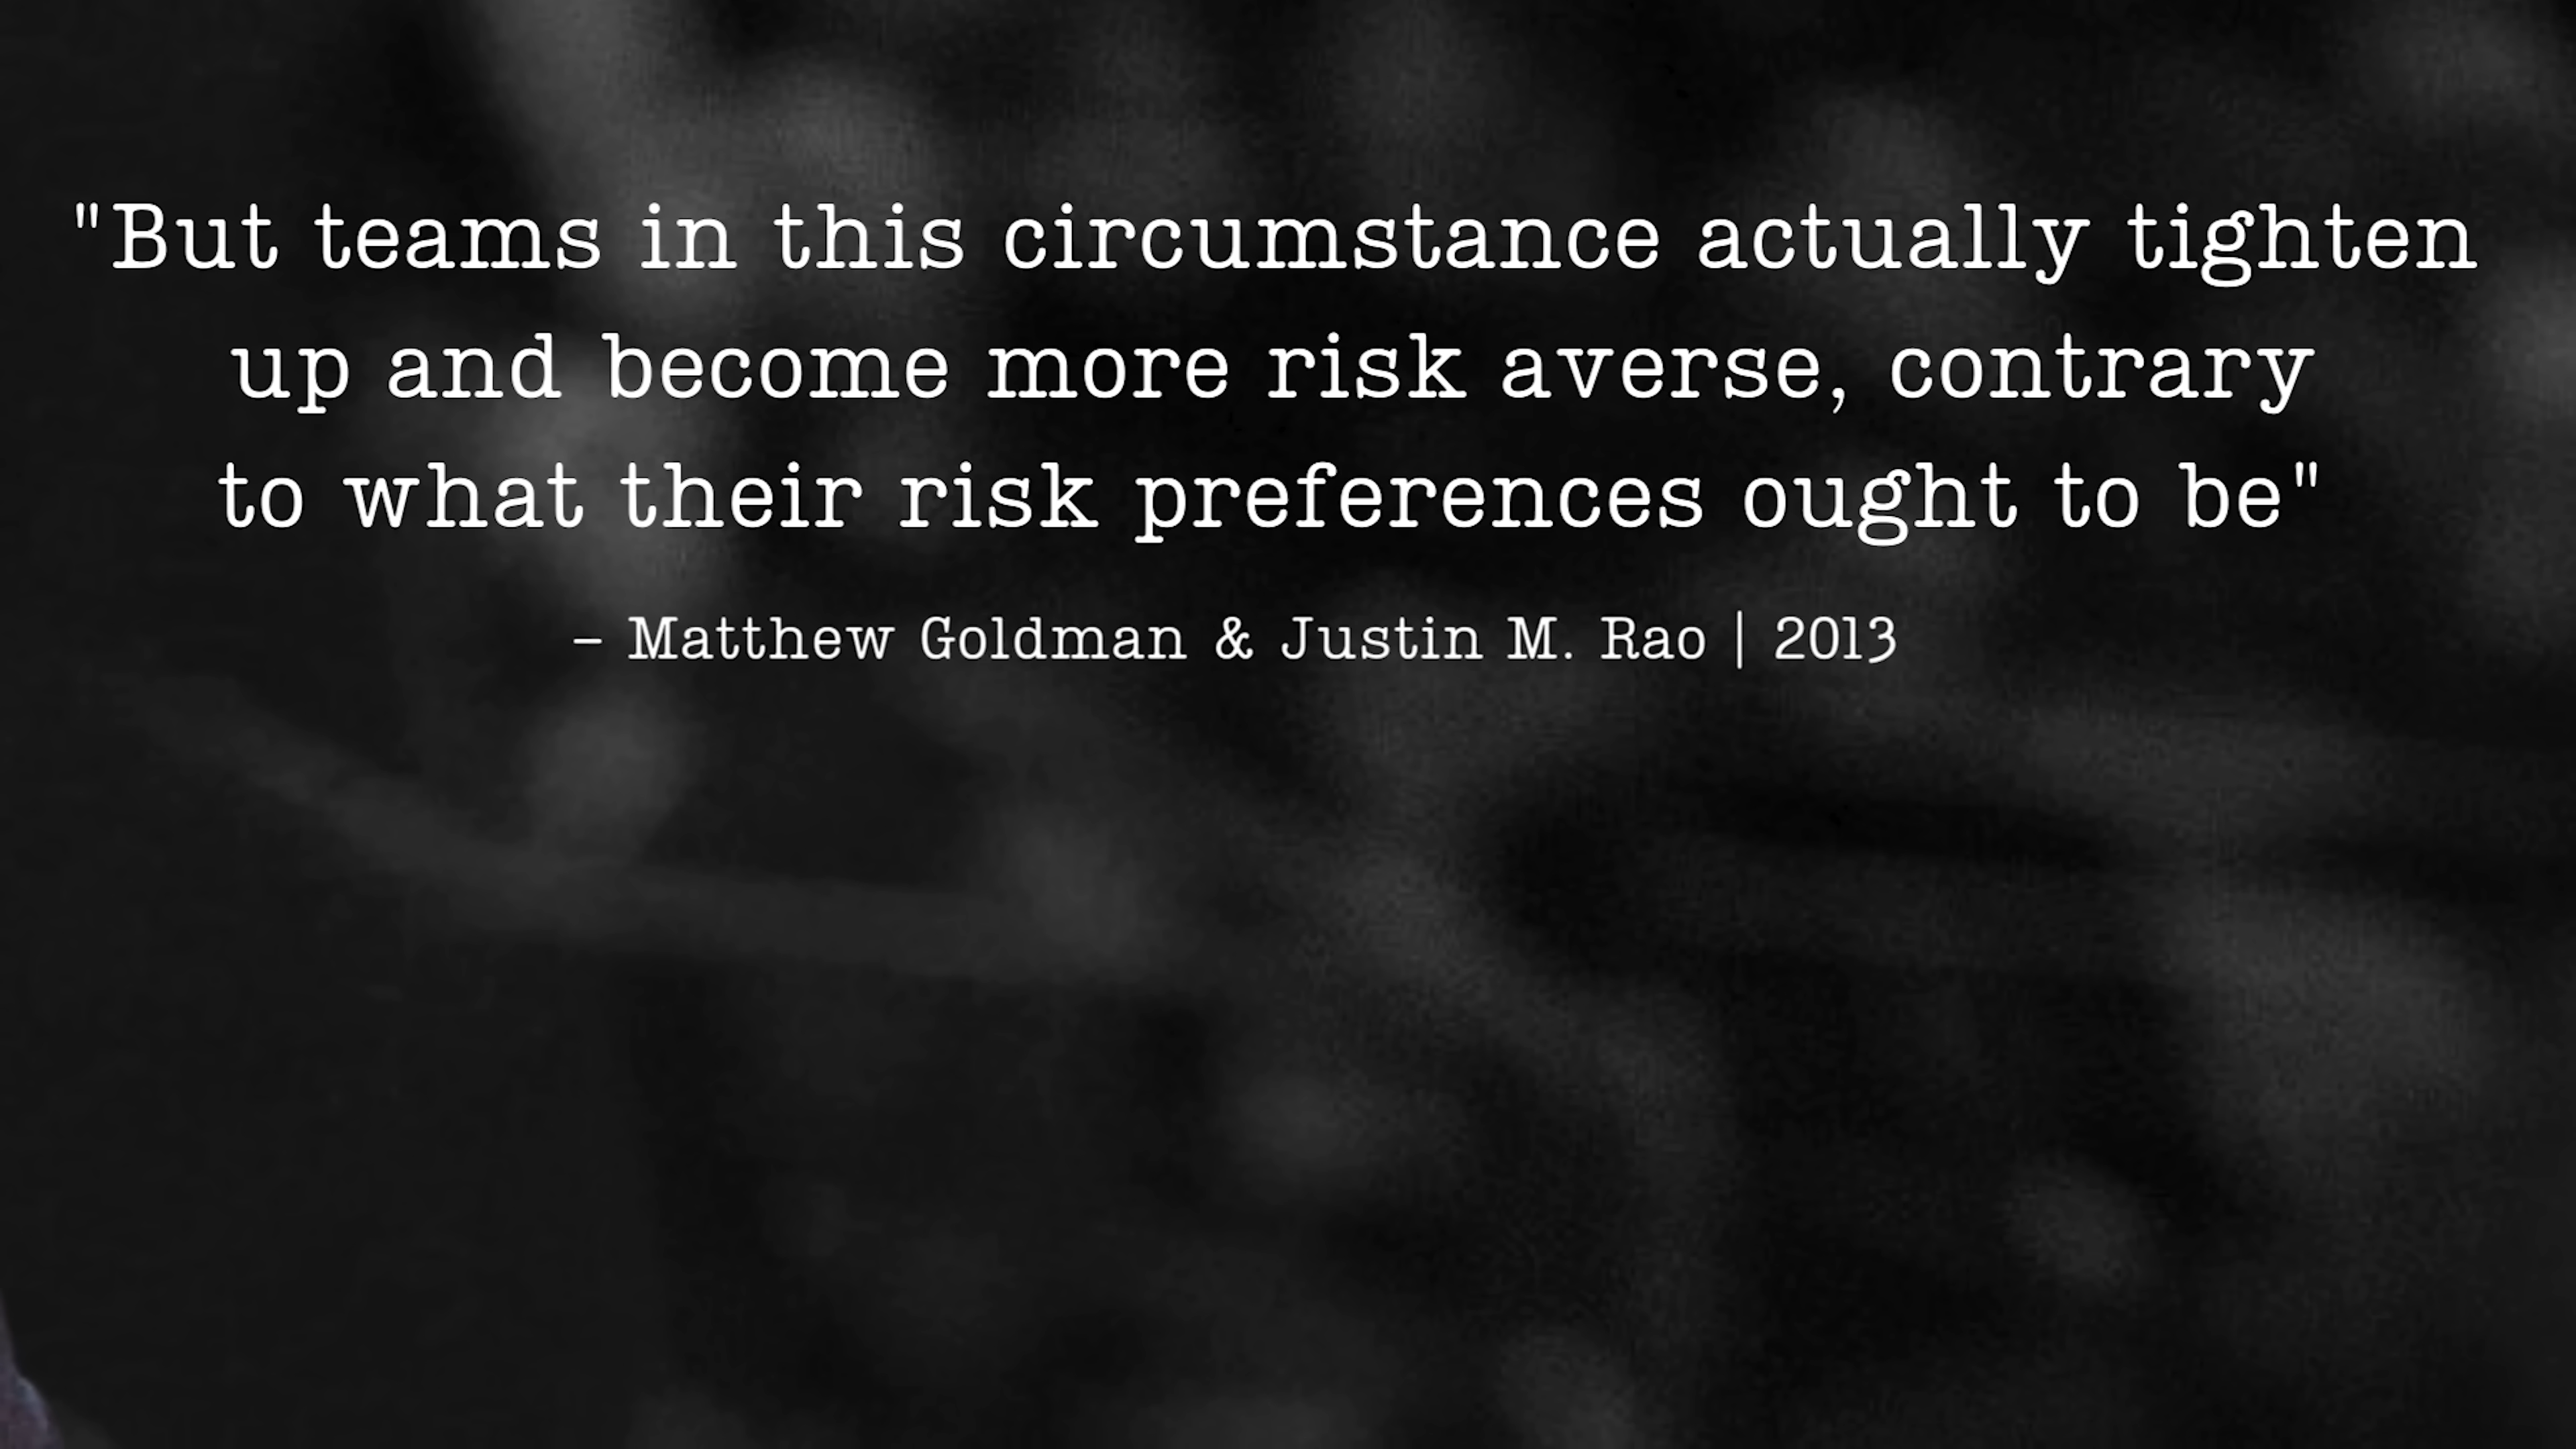 "But teams in this circumstance actually tighten
up and become more risk averse, contrary
to what their risk preferences ought to be"
– Matthew Goldman & Justin M. Rao | 2013